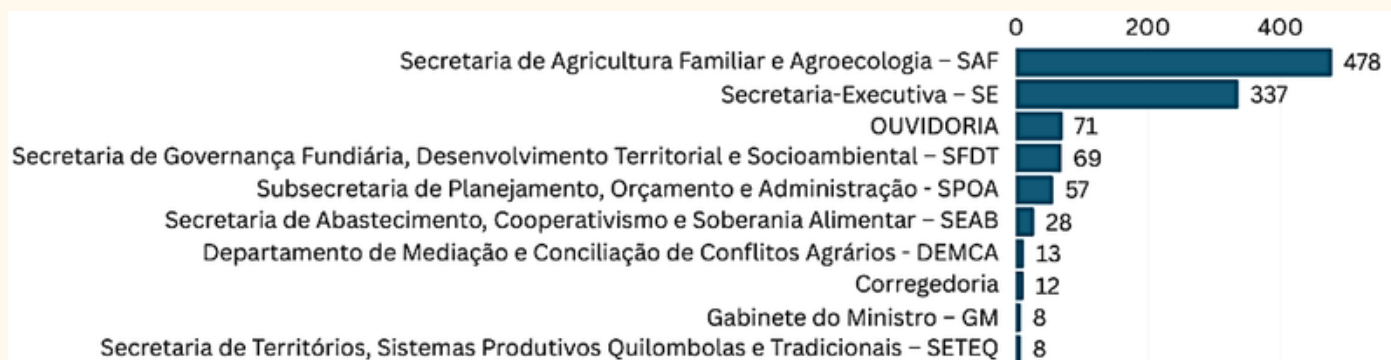 0 200 400
Secretaria de Agricultura Familiar e Agroecologia – SAF 478
Secretaria-Executiva – SE 337
OUVIDORIA 71
Secretaria de Governança Fundiária, Desenvolvimento Territorial e Socioambiental – SFDT 69
Subsecretaria de Planejamento, Orçamento e Administração - SPOA 57
Secretaria de Abastecimento, Cooperativismo e Soberania Alimentar – SEAB 28
Departamento de Mediação e Conciliação de Conflitos Agrários - DEMCA 13
Corregedoria 12
Gabinete do Ministro – GM 8
Secretaria de Territórios, Sistemas Produtivos Quilombolas e Tradicionais – SETEQ 8